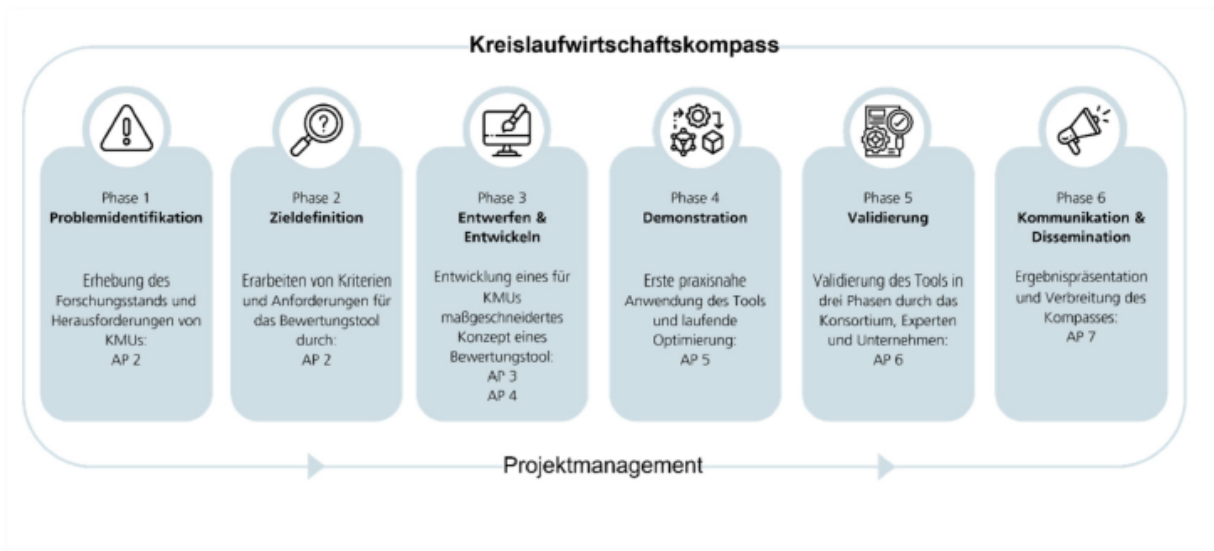 Kreislaufwirtschaftskompass
Phase 1
Problemidentifikation
Erhebung des
Forschungsstands und
Herausforderungen von
KMUs:
AP 2
Phase 2
Zieldefinition
Erarbeiten von Kriterien
und Anforderungen für
das Bewertungstool
durch:
AP 2
Phase 3
Entwerfen &
Entwickeln
Entwicklung eines für
KMUs
maßgeschneidertes
Konzept eines
Bewertungstool:
AP 3
AP 4
Phase 4
Demonstration
Erste praxisnahe
Anwendung des Tools
und laufende
Optimierung:
AP 5
Phase 5
Validierung
Validierung des Tools in
drei Phasen durch das
Konsortium, Experten
und Unternehmen:
AP 6
Phase 6
Kommunikation &
Dissemination
Ergebnispräsentation
und Verbreitung des
Kompasses:
AP 7
Projektmanagement